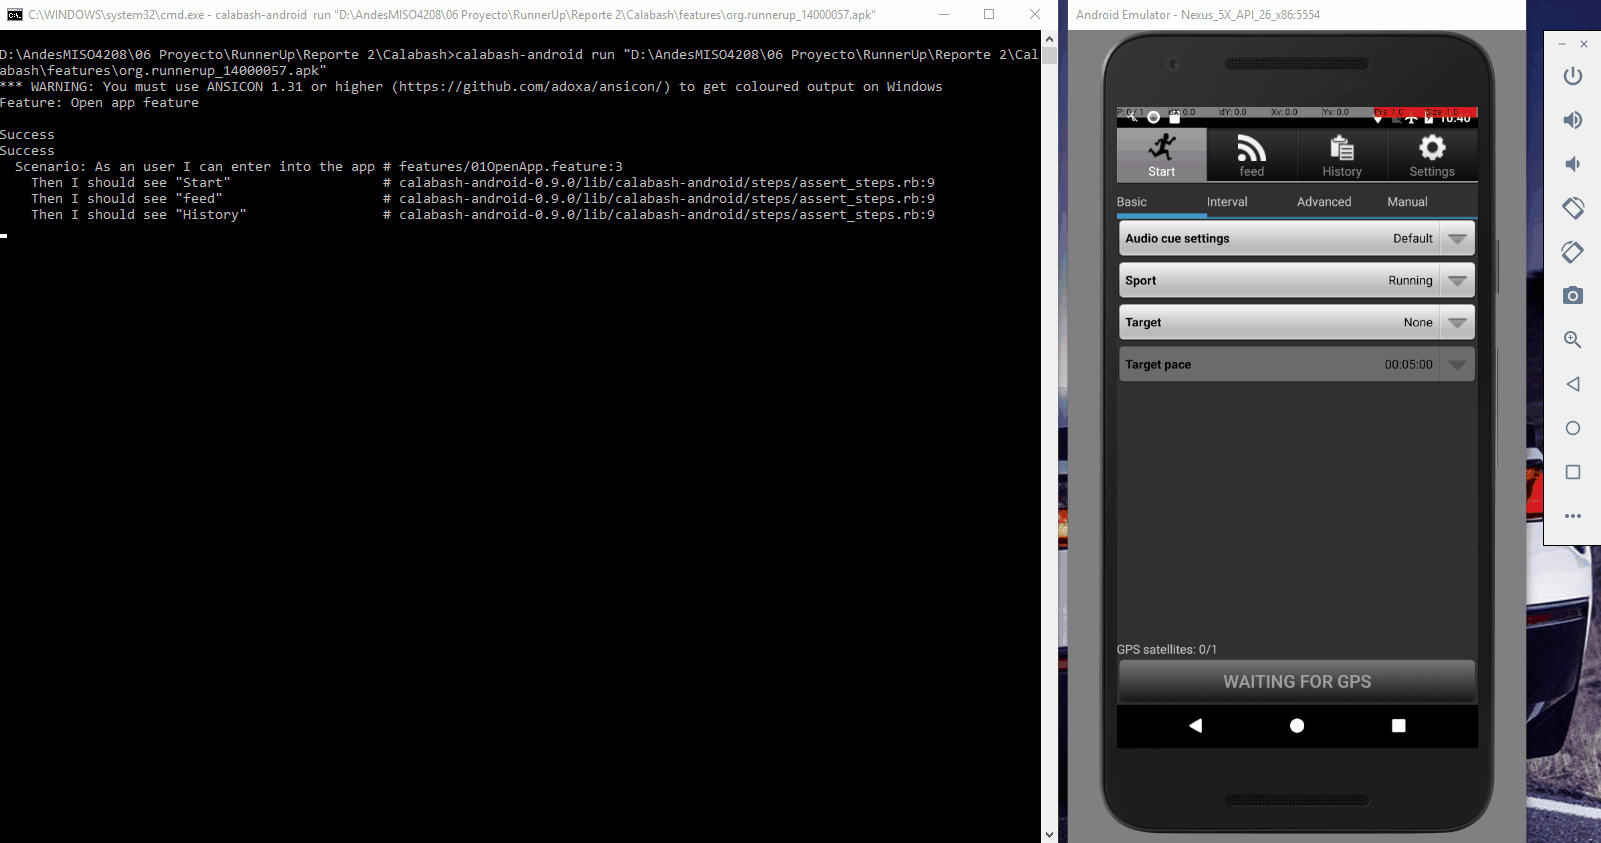 C:\WINDOWS\system32\cmd.exe - calabash-android  run "D:\AndesMISO4208\06 Proyecto\RunnerUp\Reporte 2\Calabash\features\org.runnerup_14000057.apk"
D:\AndesMISO4208\06 Proyecto\RunnerUp\Reporte 2\Calabash>calabash-android run "D:\AndesMISO4208\06 Proyecto\RunnerUp\Reporte 2\Cal
abash\features\org.runnerup_14000057.apk"
*** WARNING: You must use ANSICON 1.31 or higher (https://github.com/adoxa/ansicon/) to get coloured output on Windows
Feature: Open app feature
Success
Success
Scenario: As an user I can enter into the app # features/01OpenApp.feature:3
Then I should see "Start" # calabash-android-0.9.0/lib/calabash-android/steps/assert_steps.rb:9
Then I should see "feed" # calabash-android-0.9.0/lib/calabash-android/steps/assert_steps.rb:9
Then I should see "History" # calabash-android-0.9.0/lib/calabash-android/steps/assert_steps.rb:9
Android Emulator - Nexus_5X_API_26_x86:5554
P: 0 / 1 dX: 0.0 dY: 0.0 Xv: 0.0 Yv: 0.0 Prs: 1.0 Size: 1.0
10:40
Start feed History Settings
Basic Interval Advanced Manual
Audio cue settings Default
Sport Running
Target None
Target pace 00:05:00
GPS satellites: 0/1
WAITING FOR GPS